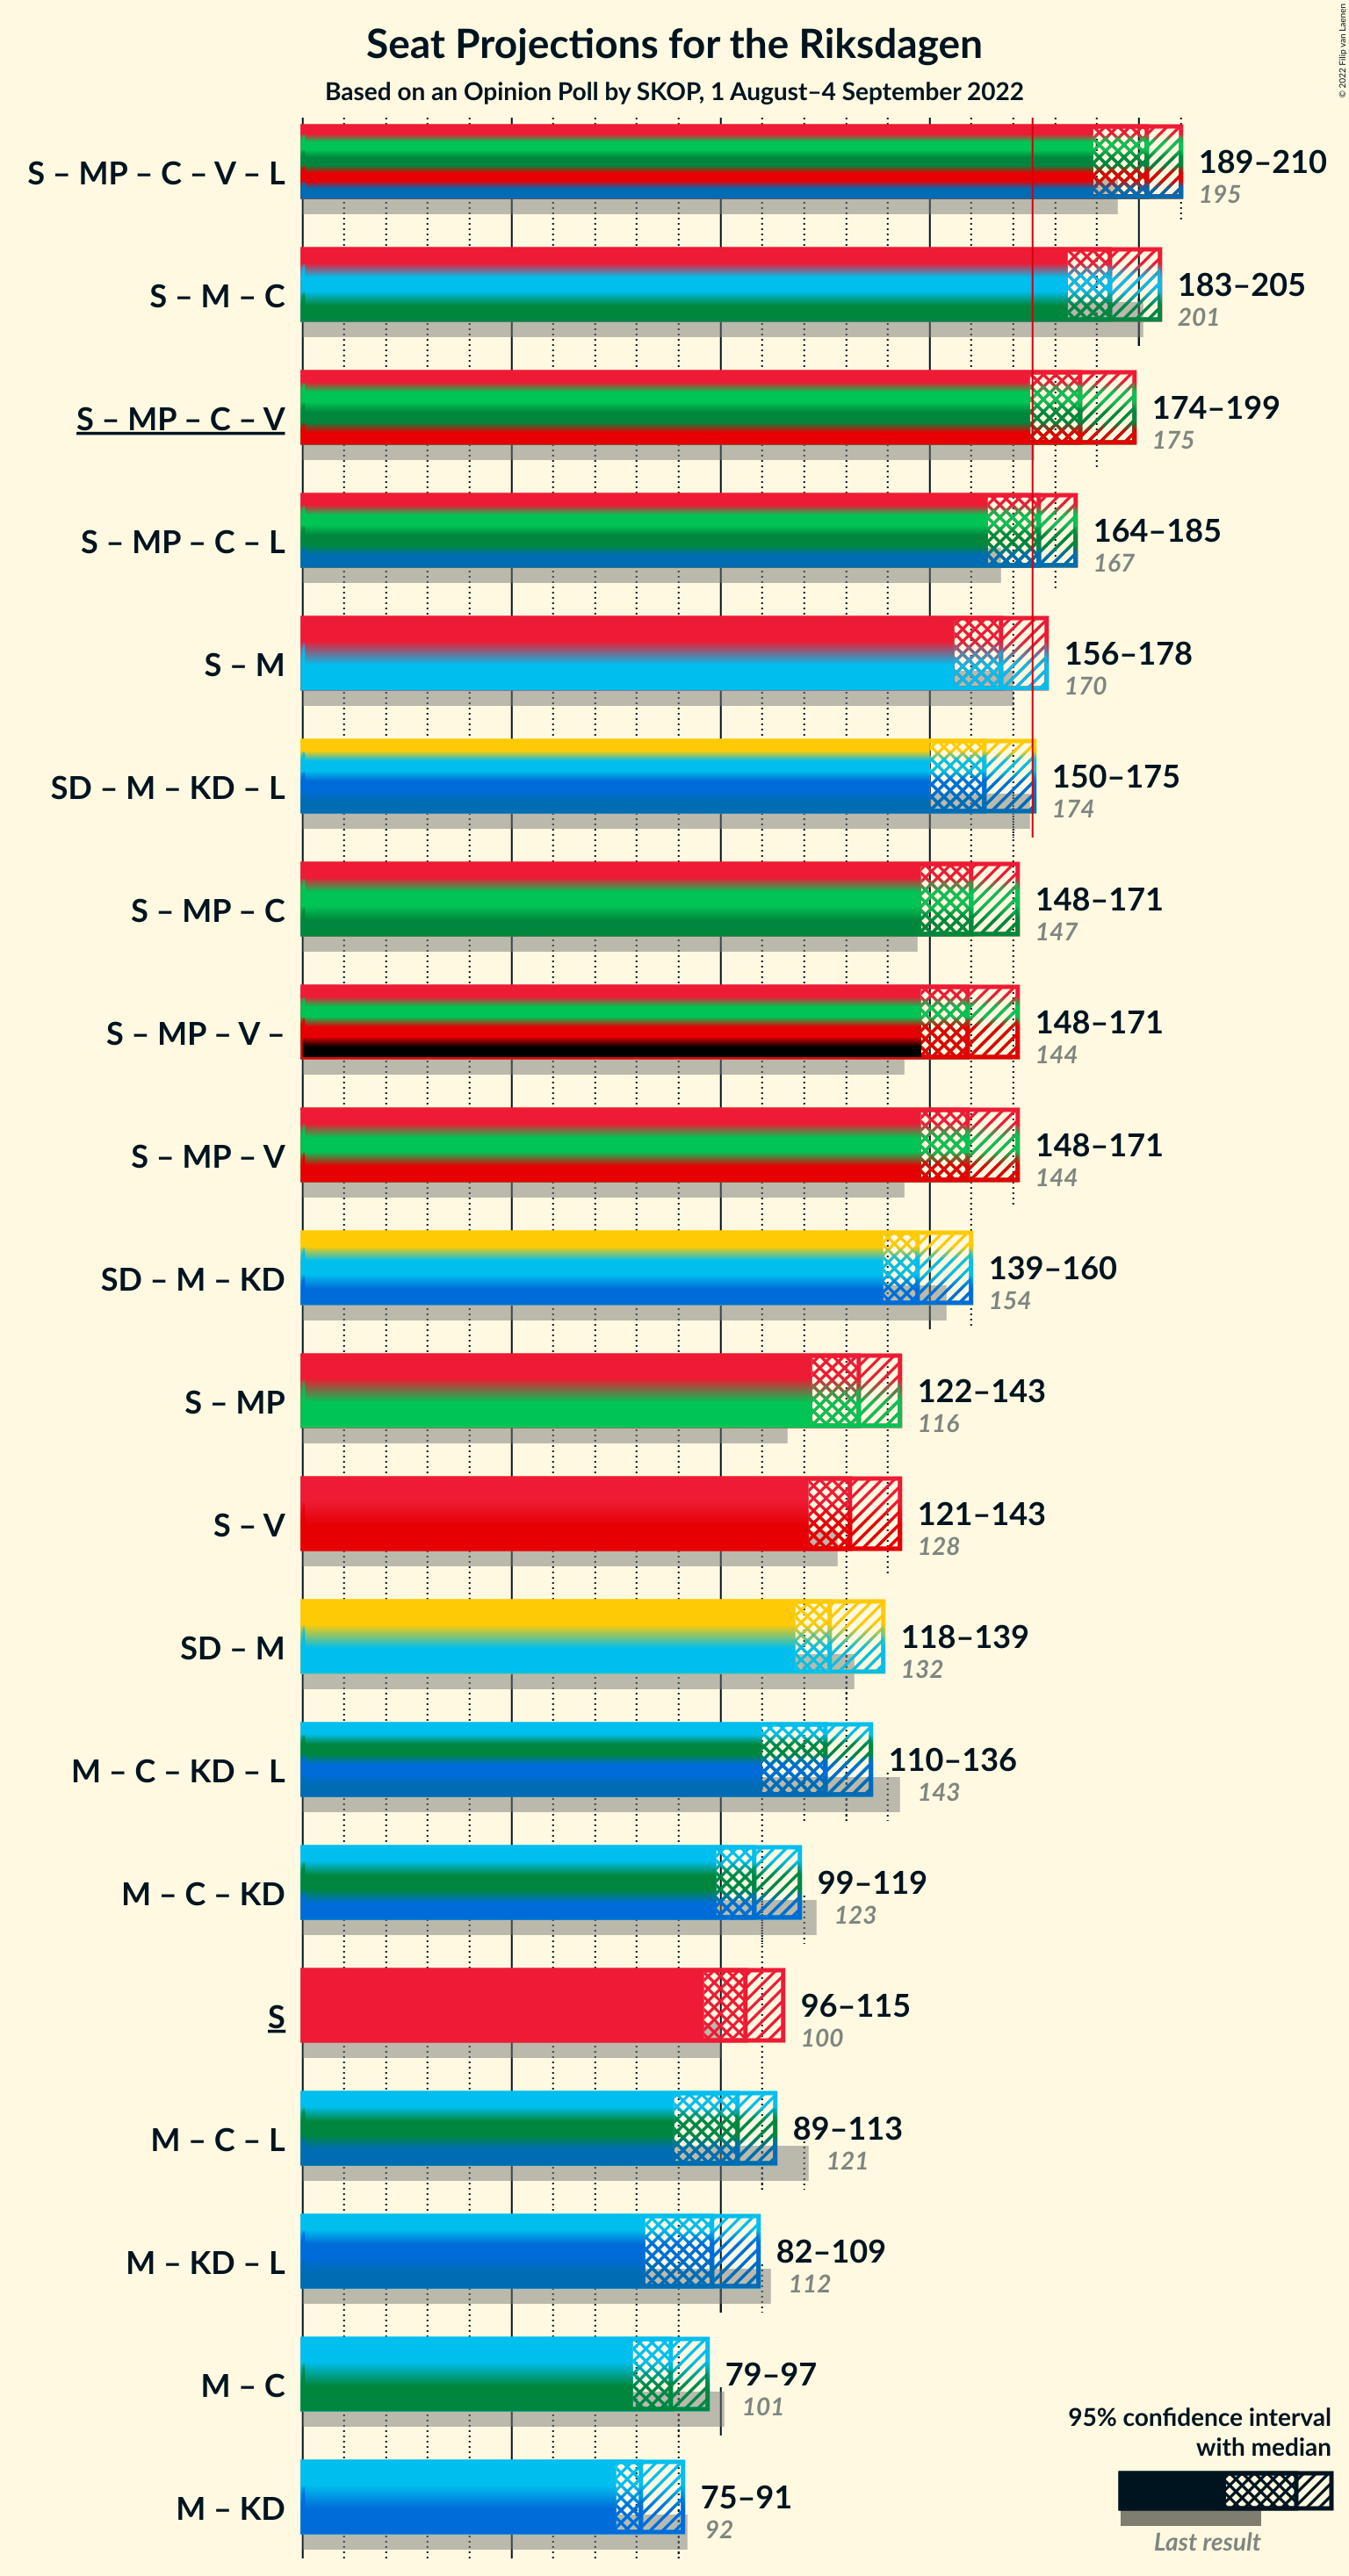 © 2022 Filip van Laenen
Seat Projections for the Riksdagen
Based on an Opinion Poll by SKOP, 1 August–4 September 2022
S – MP – C – V – L
189–210
195
S – M – C
183–205
201
S – MP – C – V
174–199
175
S – MP – C – L
164–185
167
S – M
156–178
170
SD – M – KD – L
150–175
174
S – MP – C
148–171
147
S – MP – V –
148–171
144
S – MP – V
148–171
144
SD – M – KD
139–160
154
S – MP
122–143
116
S – V
121–143
128
SD – M
118–139
132
M – C – KD – L
110–136
143
M – C – KD
99–119
123
S
96–115
100
M – C – L
89–113
121
M – KD – L
82–109
112
M – C
79–97
101
M – KD
75–91
92
95% confidence interval
with median
Last result